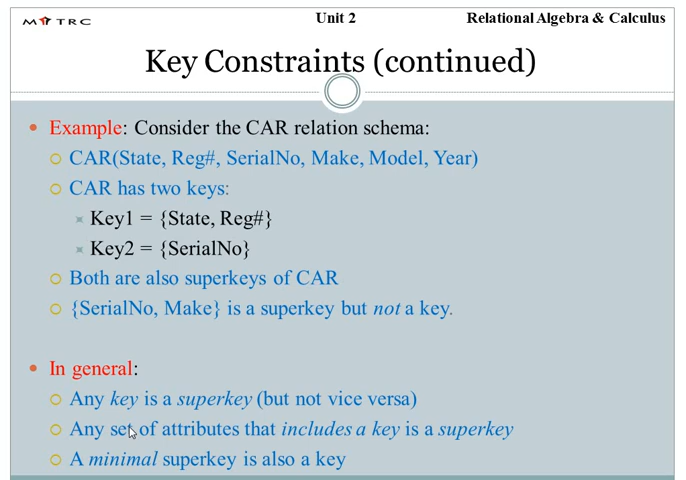 MYTRC Unit 2 Relational Algebra & Calculus
Key Constraints (continued)
Example: Consider the CAR relation schema:
CAR(State, Reg#, SerialNo, Make, Model, Year)
CAR has two keys:
Key1 = {State, Reg#}
Key2 = {SerialNo}
Both are also superkeys of CAR
{SerialNo, Make} is a superkey but not a key.
In general:
Any key is a superkey (but not vice versa)
Any set of attributes that includes a key is a superkey
A minimal superkey is also a key